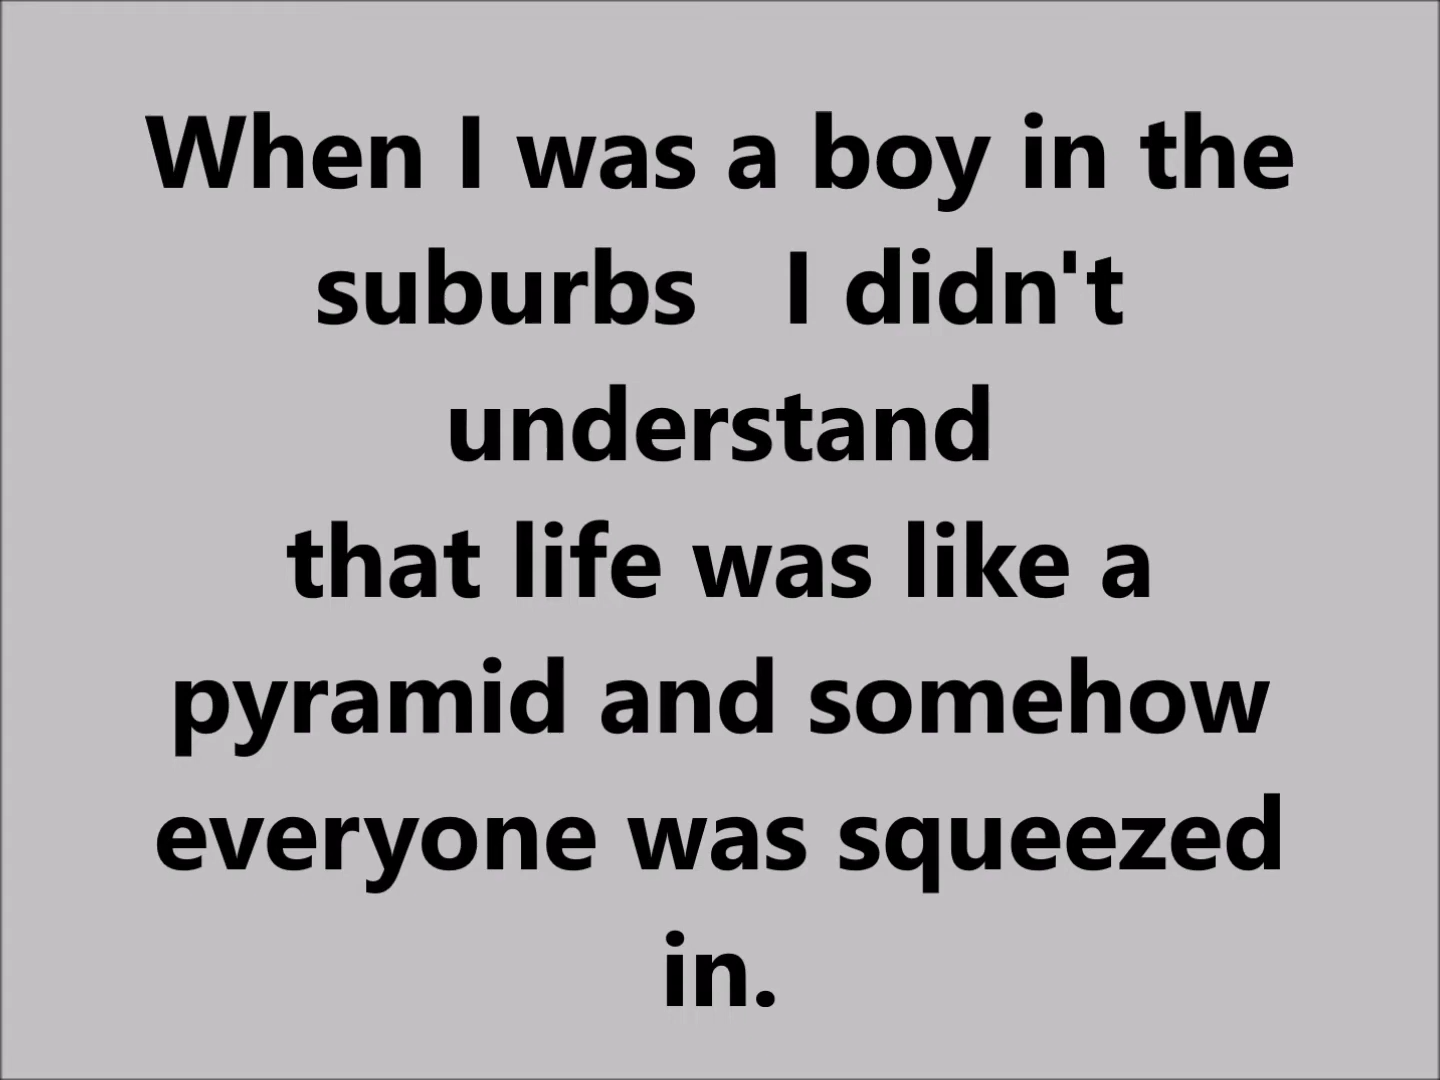 When I was a boy in the
suburbs   I didn't
understand
that life was like a
pyramid and somehow
everyone was squeezed
in.